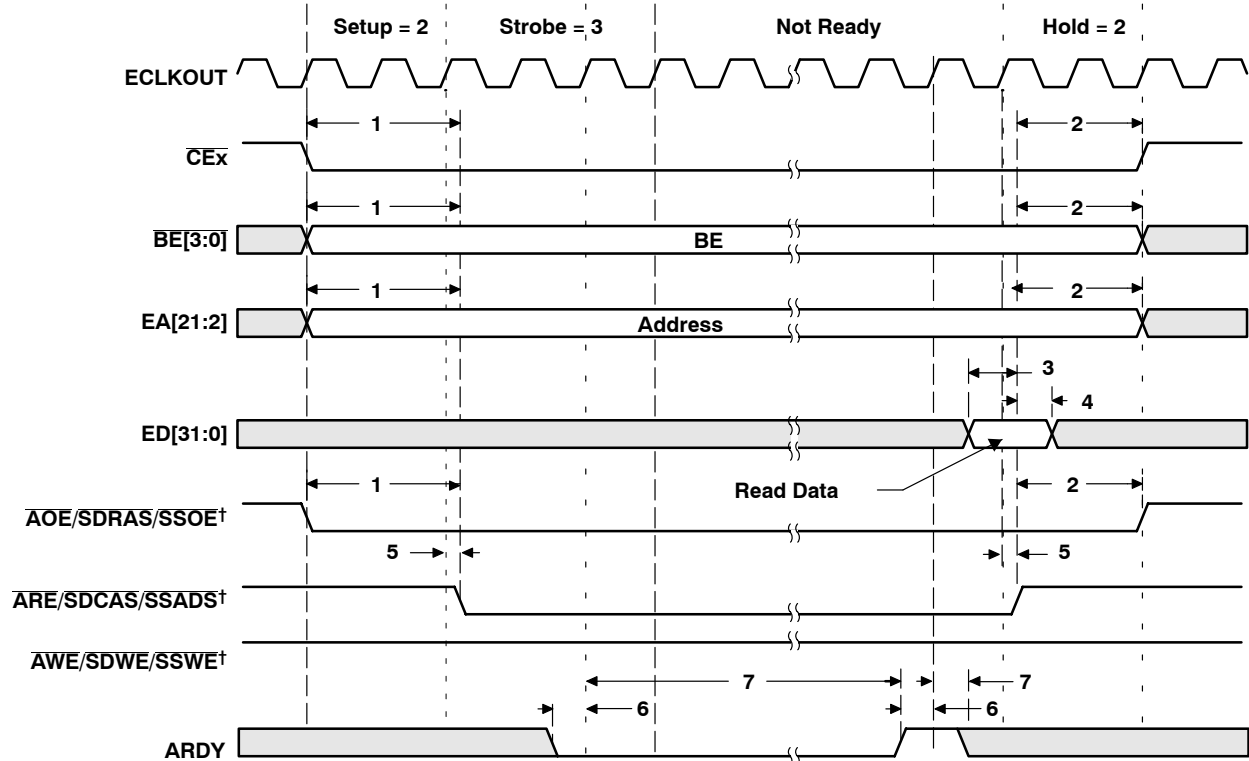 Setup = 2 Strobe = 3 Not Ready Hold = 2
ECLKOUT
1 2
CEx
1 2
BE[3:0] BE
1 2
EA[21:2] Address
3
4
ED[31:0]
1 Read Data 2
AOE/SDRAS/SSOE†
5 5
ARE/SDCAS/SSADS†
AWE/SDWE/SSWE†
7 7
6 6
ARDY